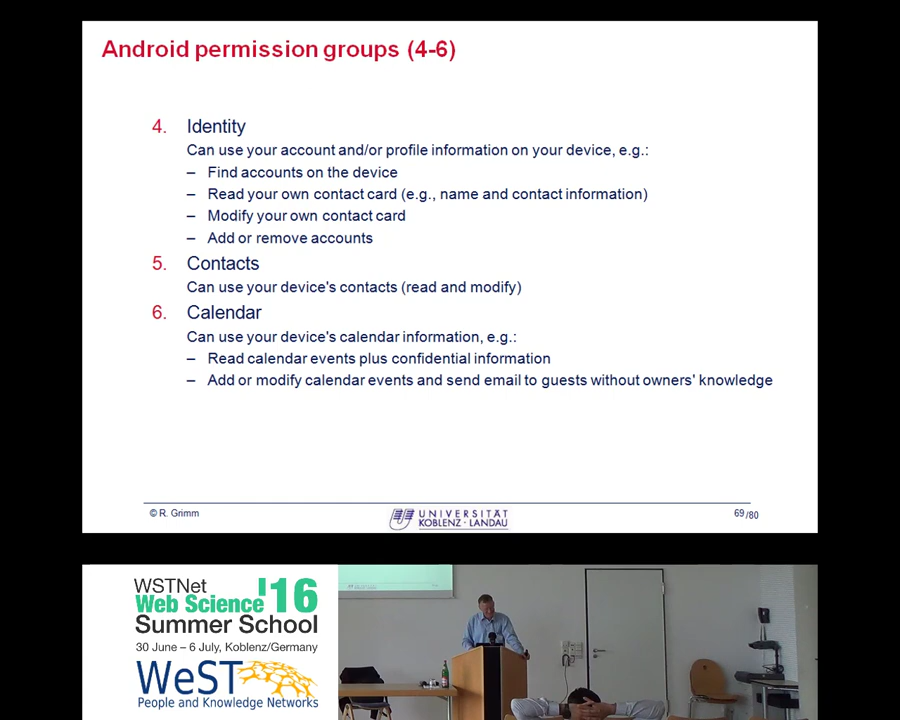 Android permission groups (4-6)
4. Identity
Can use your account and/or profile information on your device, e.g.:
– Find accounts on the device
– Read your own contact card (e.g., name and contact information)
– Modify your own contact card
– Add or remove accounts
5. Contacts
Can use your device's contacts (read and modify)
6. Calendar
Can use your device's calendar information, e.g.:
– Read calendar events plus confidential information
– Add or modify calendar events and send email to guests without owners' knowledge
© R. Grimm
UNIVERSITÄT
KOBLENZ · LANDAU
69/80
WSTNet
Web Science '16
Summer School
30 June – 6 July, Koblenz/Germany
WeST
People and Knowledge Networks